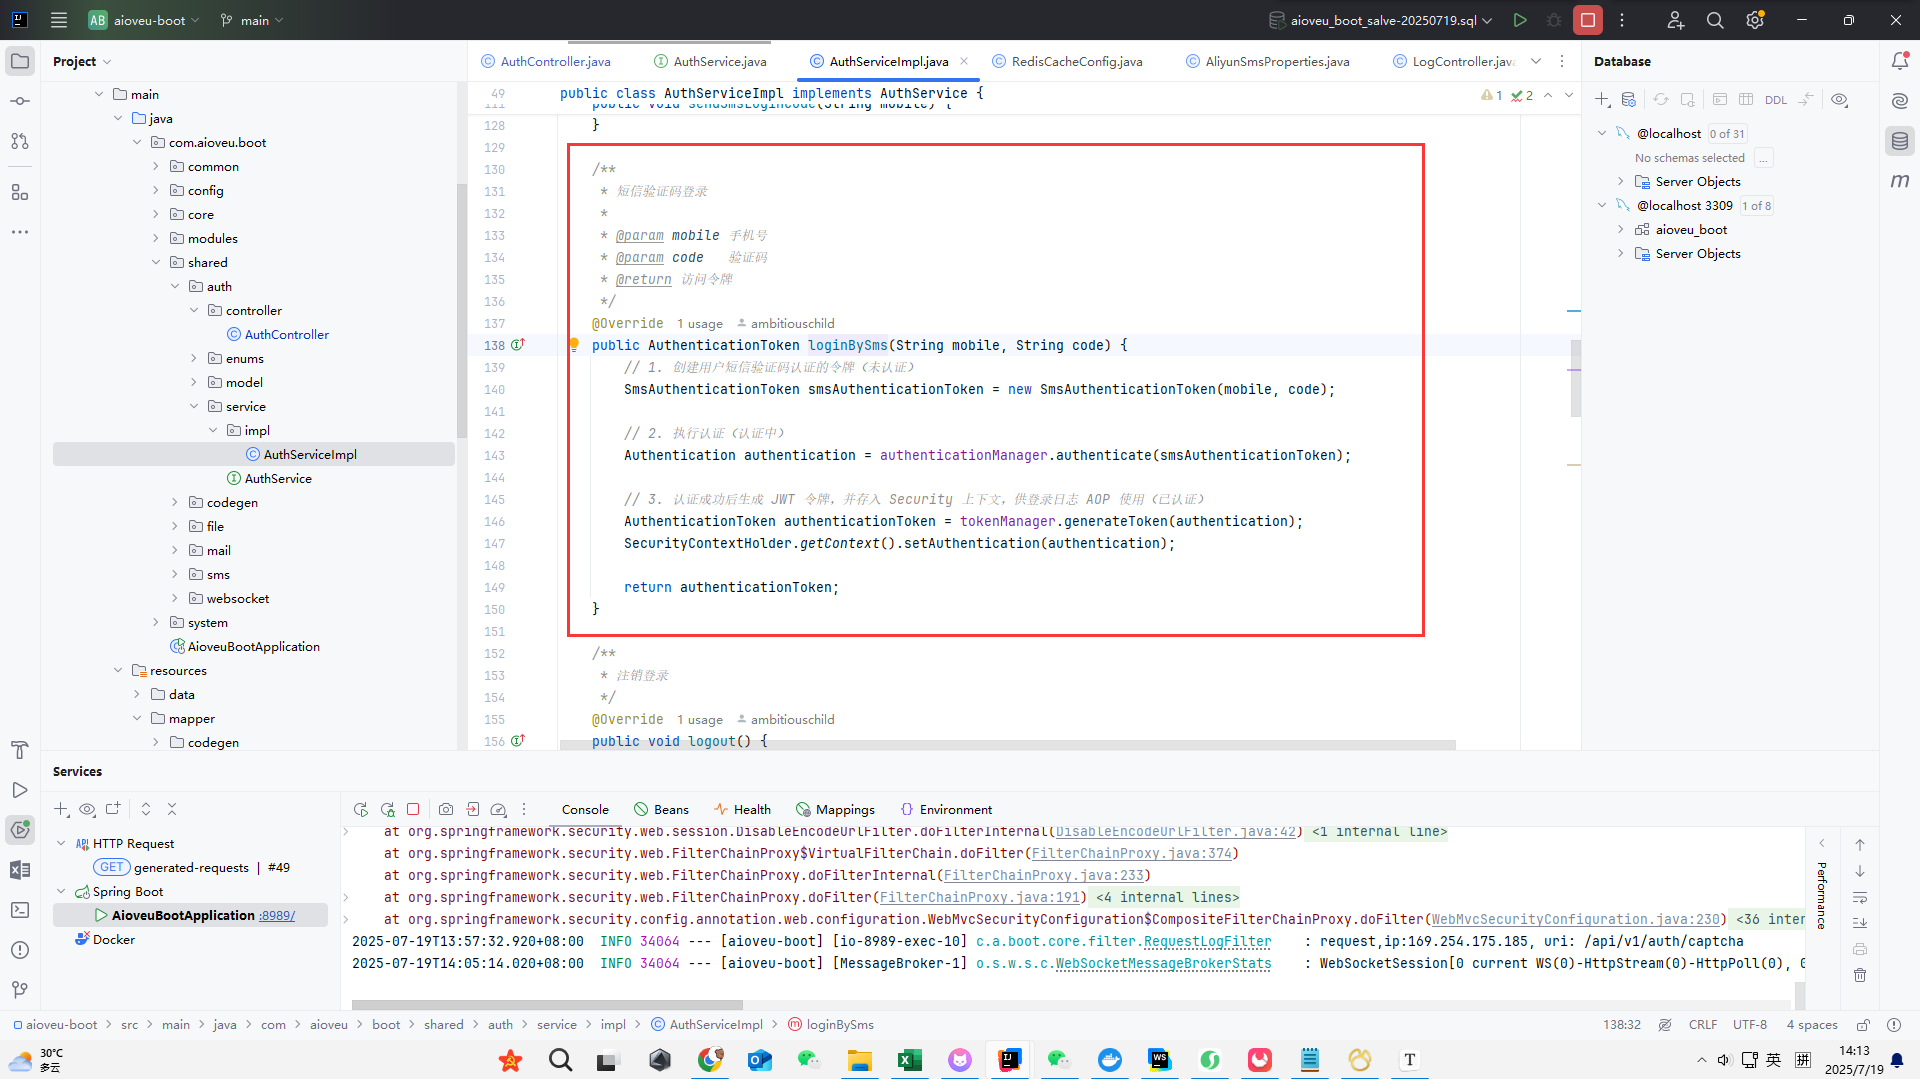 AB aioveu-boot main aioveu_boot_salve-20250719.sql
Project
AuthController.java AuthService.java AuthServiceImpl.java RedisCacheConfig.java AliyunSmsProperties.java LogController.java
Database
main
java
com.aioveu.boot
common
config
core
modules
shared
auth
controller
AuthController
enums
model
service
impl
AuthServiceImpl
AuthService
codegen
file
mail
sms
websocket
system
AioveuBootApplication
resources
data
mapper
codegen
49 public class AuthServiceImpl implements AuthService {
1 2
111 public void sendSmsLoginCode(String mobile) {
128 }
129
130 /**
131 * 短信验证码登录
132 *
133 * @param mobile 手机号
134 * @param code 验证码
135 * @return 访问令牌
136 */
137 @Override 1 usage ambitiouschild
138 public AuthenticationToken loginBySms(String mobile, String code) {
139 // 1. 创建用户短信验证码认证的令牌（未认证）
140 SmsAuthenticationToken smsAuthenticationToken = new SmsAuthenticationToken(mobile, code);
141
142 // 2. 执行认证（认证中）
143 Authentication authentication = authenticationManager.authenticate(smsAuthenticationToken);
144
145 // 3. 认证成功后生成 JWT 令牌，并存入 Security 上下文，供登录日志 AOP 使用（已认证）
146 AuthenticationToken authenticationToken = tokenManager.generateToken(authentication);
147 SecurityContextHolder.getContext().setAuthentication(authentication);
148
149 return authenticationToken;
150 }
151
152 /**
153 * 注销登录
154 */
155 @Override 1 usage ambitiouschild
156 public void logout() {
DDL
@localhost 0 of 31
No schemas selected ...
Server Objects
@localhost 3309 1 of 8
aioveu_boot
Server Objects
Services
HTTP Request
GET generated-requests | #49
Spring Boot
AioveuBootApplication :8989/
Docker
Console Beans Health Mappings Environment
at org.springframework.security.web.session.DisableEncodeUrlFilter.doFilterInternal(DisableEncodeUrlFilter.java:42) <1 internal line>
at org.springframework.security.web.FilterChainProxy$VirtualFilterChain.doFilter(FilterChainProxy.java:374)
at org.springframework.security.web.FilterChainProxy.doFilterInternal(FilterChainProxy.java:233)
at org.springframework.security.web.FilterChainProxy.doFilter(FilterChainProxy.java:191) <4 internal lines>
at org.springframework.security.config.annotation.web.configuration.WebMvcSecurityConfiguration$CompositeFilterChainProxy.doFilter(WebMvcSecurityConfiguration.java:230) <36 inter
2025-07-19T13:57:32.920+08:00 INFO 34064 --- [aioveu-boot] [io-8989-exec-10] c.a.boot.core.filter.RequestLogFilter : request,ip:169.254.175.185, uri: /api/v1/auth/captcha
2025-07-19T14:05:14.020+08:00 INFO 34064 --- [aioveu-boot] [MessageBroker-1] o.s.w.s.c.WebSocketMessageBrokerStats : WebSocketSession[0 current WS(0)-HttpStream(0)-HttpPoll(0), 0
Performance
aioveu-boot > src > main > java > com > aioveu > boot > shared > auth > service > impl > AuthServiceImpl > loginBySms
138:32 CRLF UTF-8 4 spaces
30°C
多云
英 拼
14:13
2025/7/19